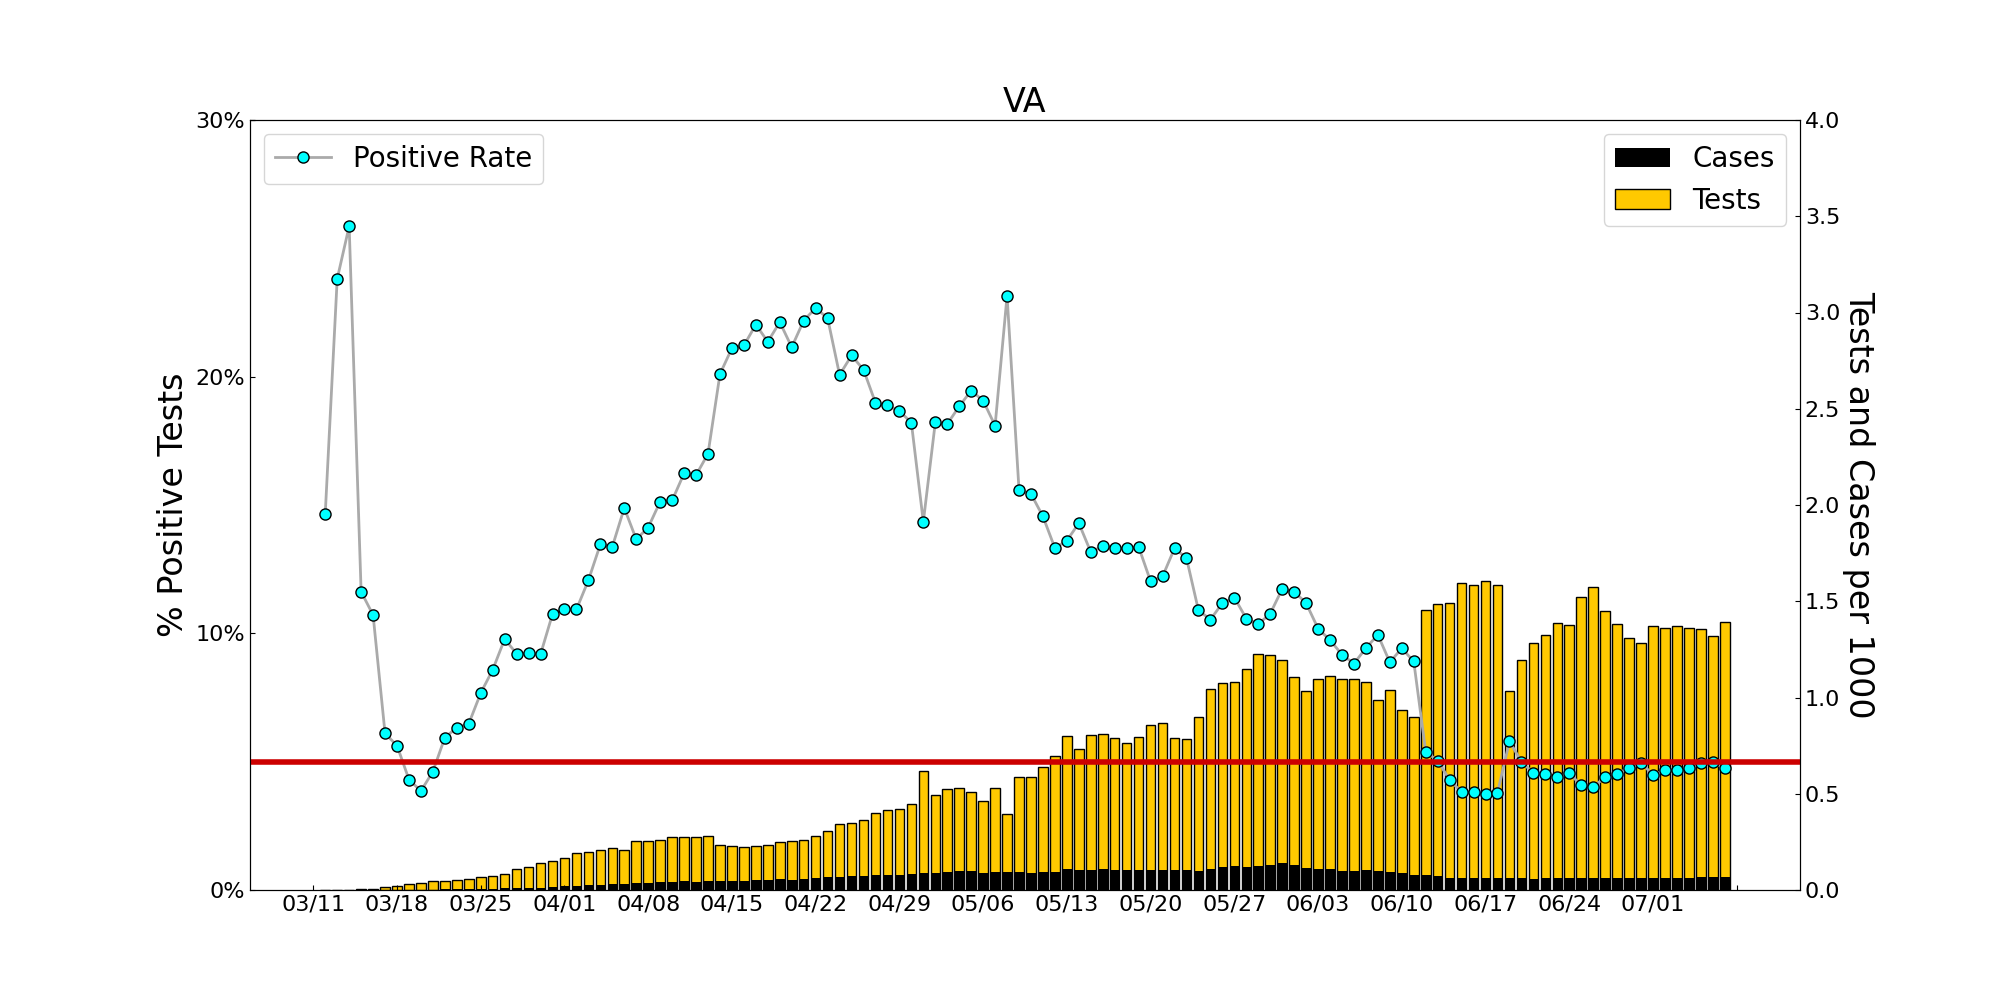 VA
30%
20%
10%
0%
% Positive Tests
Positive Rate
Cases
Tests
4.0
3.5
3.0
2.5
2.0
1.5
1.0
0.5
0.0
Tests and Cases per 1000
03/11 03/18 03/25 04/01 04/08 04/15 04/22 04/29 05/06 05/13 05/20 05/27 06/03 06/10 06/17 06/24 07/01